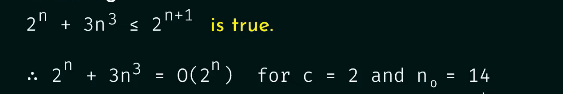 2ⁿ + 3n³ ≤ 2ⁿ⁺¹ is true.
∴ 2ⁿ + 3n³ = O(2ⁿ) for c = 2 and n₀ = 14